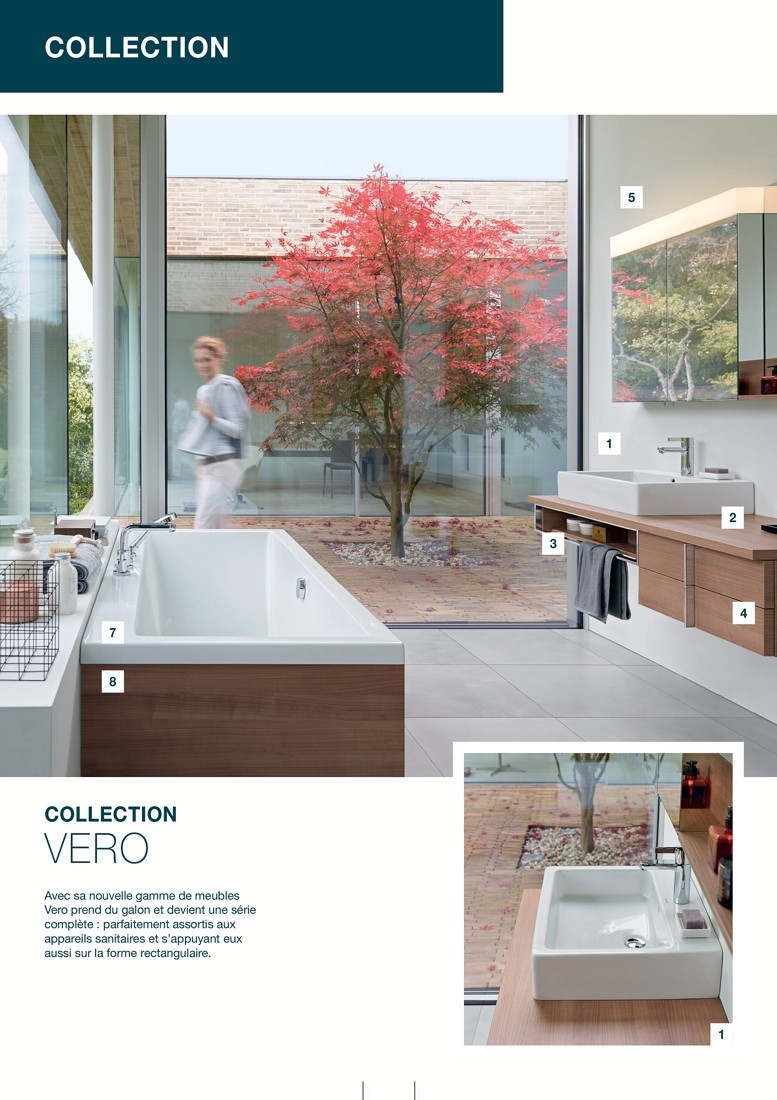 COLLECTION
5
1
2
3
4
7
8
COLLECTION
VERO
Avec sa nouvelle gamme de meubles
Vero prend du galon et devient une série
complète : parfaitement assortis aux
appareils sanitaires et s'appuyant eux
aussi sur la forme rectangulaire.
1